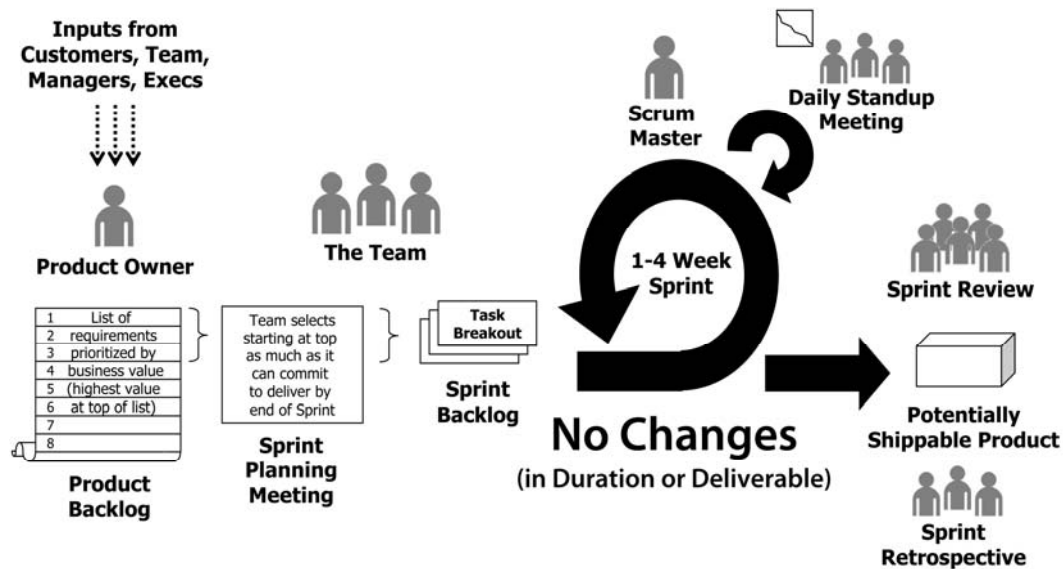 Inputs from
Customers, Team,
Managers, Execs
Product Owner
The Team
Scrum
Master
Daily Standup
Meeting
1-4 Week
Sprint
Sprint Review
1 List of
2 requirements
3 prioritized by
4 business value
5 (highest value
6 at top of list)
7
8
Product
Backlog
Team selects
starting at top
as much as it
can commit
to deliver by
end of Sprint
Sprint
Planning
Meeting
Task
Breakout
Sprint
Backlog
No Changes
(in Duration or Deliverable)
Potentially
Shippable Product
Sprint
Retrospective